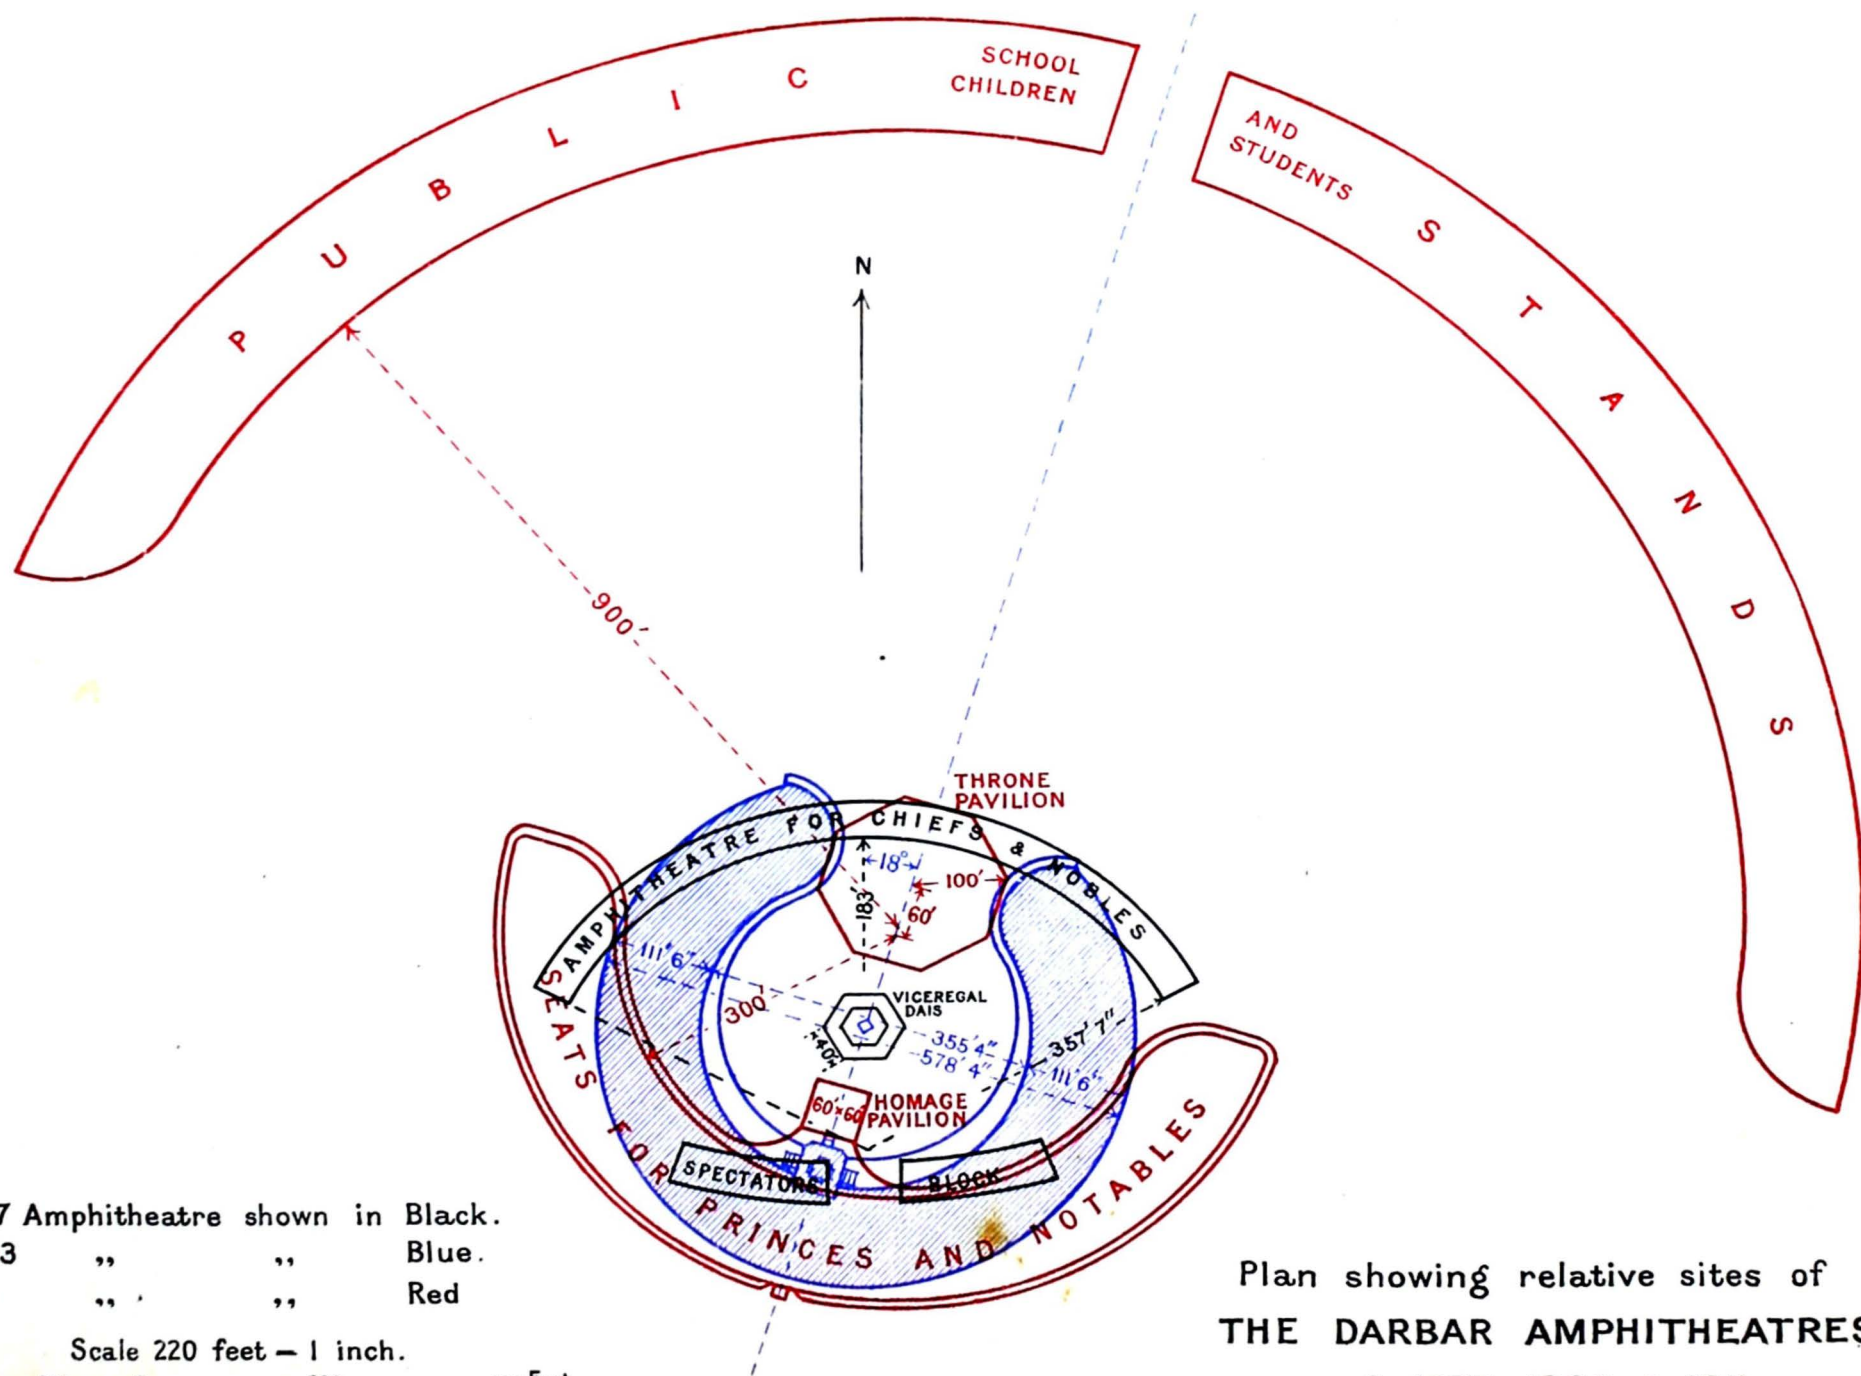 PUBLIC
SCHOOL
CHILDREN
AND
STUDENTS
STANDS
N
900'
THRONE
PAVILION
AMPHITHEATRE FOR CHIEFS & NOBLES
18°
100'
183'
60'
111' 6"
300'
VICEREGAL
DAIS
40'
355' 4"
578' 4"
357' 7"
111' 6"
60' × 60'
HOMAGE
PAVILION
SPECTATORS
BLOCK
SEATS FOR PRINCES AND NOTABLES
7 Amphitheatre shown in Black.
3 ,, ,, Blue.
,, ,, Red
Scale 220 feet — 1 inch.
Plan showing relative sites of
THE DARBAR AMPHITHEATRES